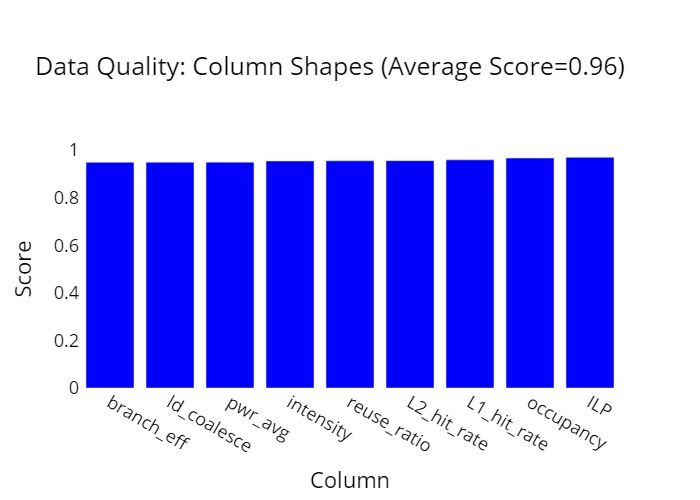 Data Quality: Column Shapes (Average Score=0.96)
1
0.8
0.6
0.4
0.2
0
Score
branch_eff
ld_coalesce
pwr_avg
intensity
reuse_ratio
L2_hit_rate
L1_hit_rate
occupancy
ILP
Column